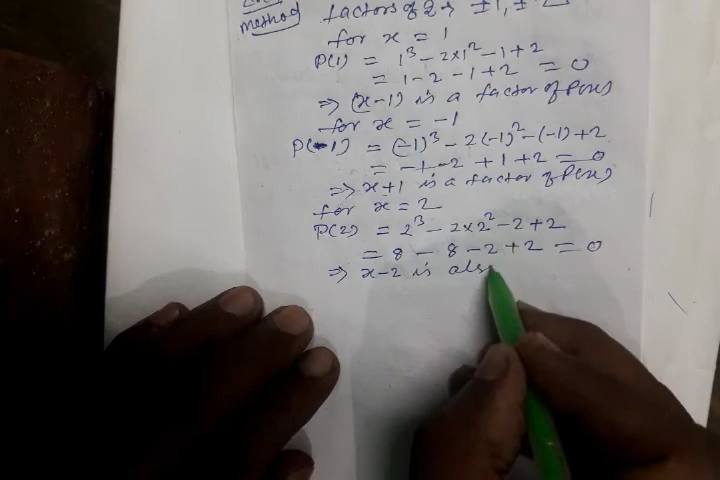 method factors of 2 → ±1, ±2
for x = 1
P(1) = 1³ - 2×1² - 1 + 2
= 1 - 2 - 1 + 2 = 0
⇒ (x-1) is a factor of P(x)
for x = -1
P(-1) = (-1)³ - 2(-1)² - (-1) + 2
= -1 - 2 + 1 + 2 = 0
⇒ x+1 is a factor of P(x)
for x = 2
P(2) = 2³ - 2×2² - 2 + 2
= 8 - 8 - 2 + 2 = 0
⇒ x-2 is als